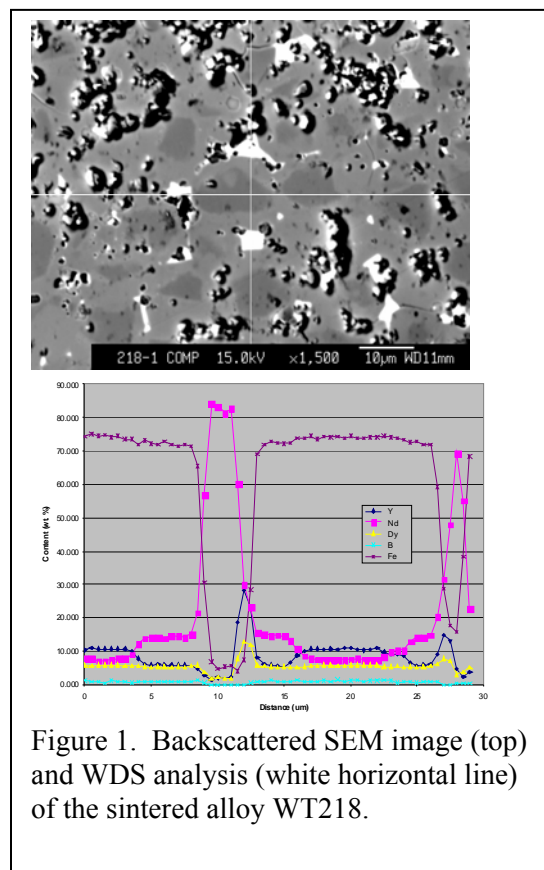 218-1 COMP 15.0kV ×1,500 10μm WD11mm
90.000
80.000
70.000
60.000
50.000
40.000
30.000
20.000
10.000
0.000
Content (wt %)
Y
Nd
Dy
B
Fe
0 5 10 15 20 25 30
Distance (um)
Figure 1.  Backscattered SEM image (top)
and WDS analysis (white horizontal line)
of the sintered alloy WT218.